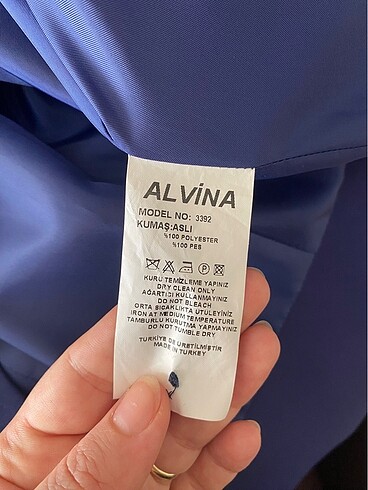 ALVİNA
MODEL NO: 3392
KUMAŞ:ASLI
%100 POLYESTER
%100 PES
P
KURU TEMİZLEME YAPINIZ
DRY CLEAN ONLY
AĞARTICI KULLANMAYINIZ
DO NOT BLEACH
ORTA SICAKLIKTA ÜTÜLEYİNİZ
IRON AT MEDIUM TEMPERATURE
TAMBURLU KURUTMA YAPMAYINIZ
DO NOT TUMBLE DRY
TÜRKİYE'DE ÜRETİLMİŞTİR
MADE IN TURKEY